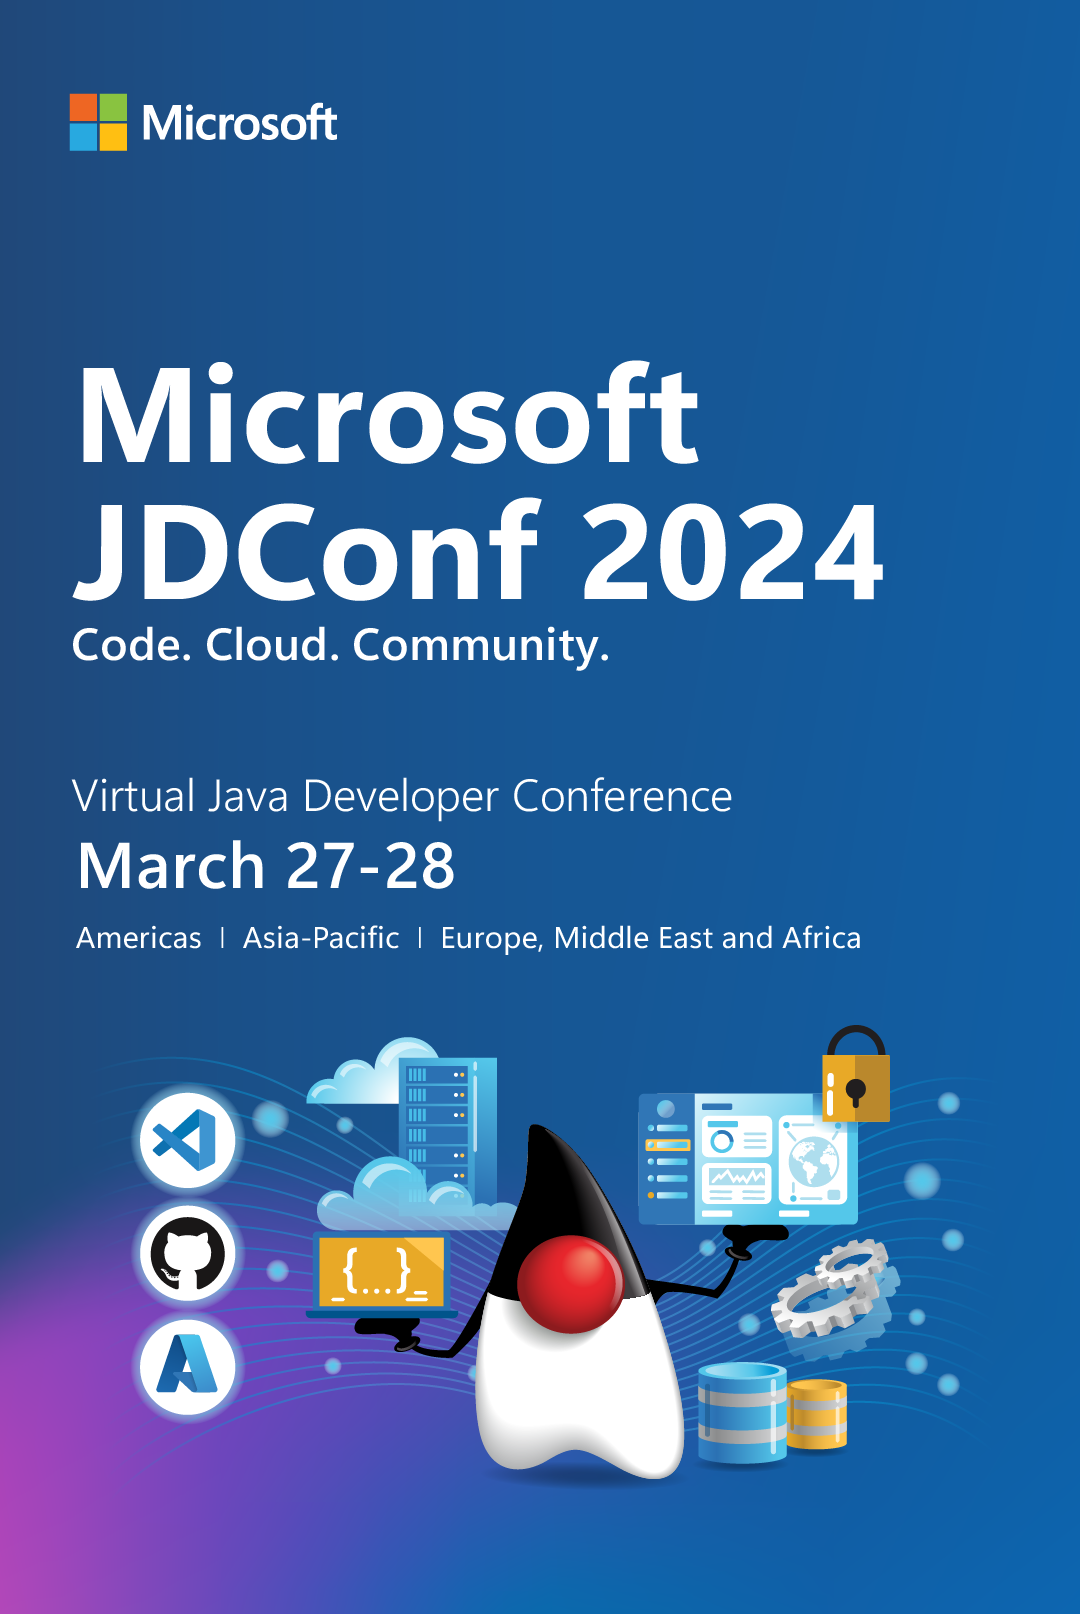 Microsoft
Microsoft
JDConf 2024
Code. Cloud. Community.
Virtual Java Developer Conference
March 27-28
Americas | Asia-Pacific | Europe, Middle East and Africa
{....}